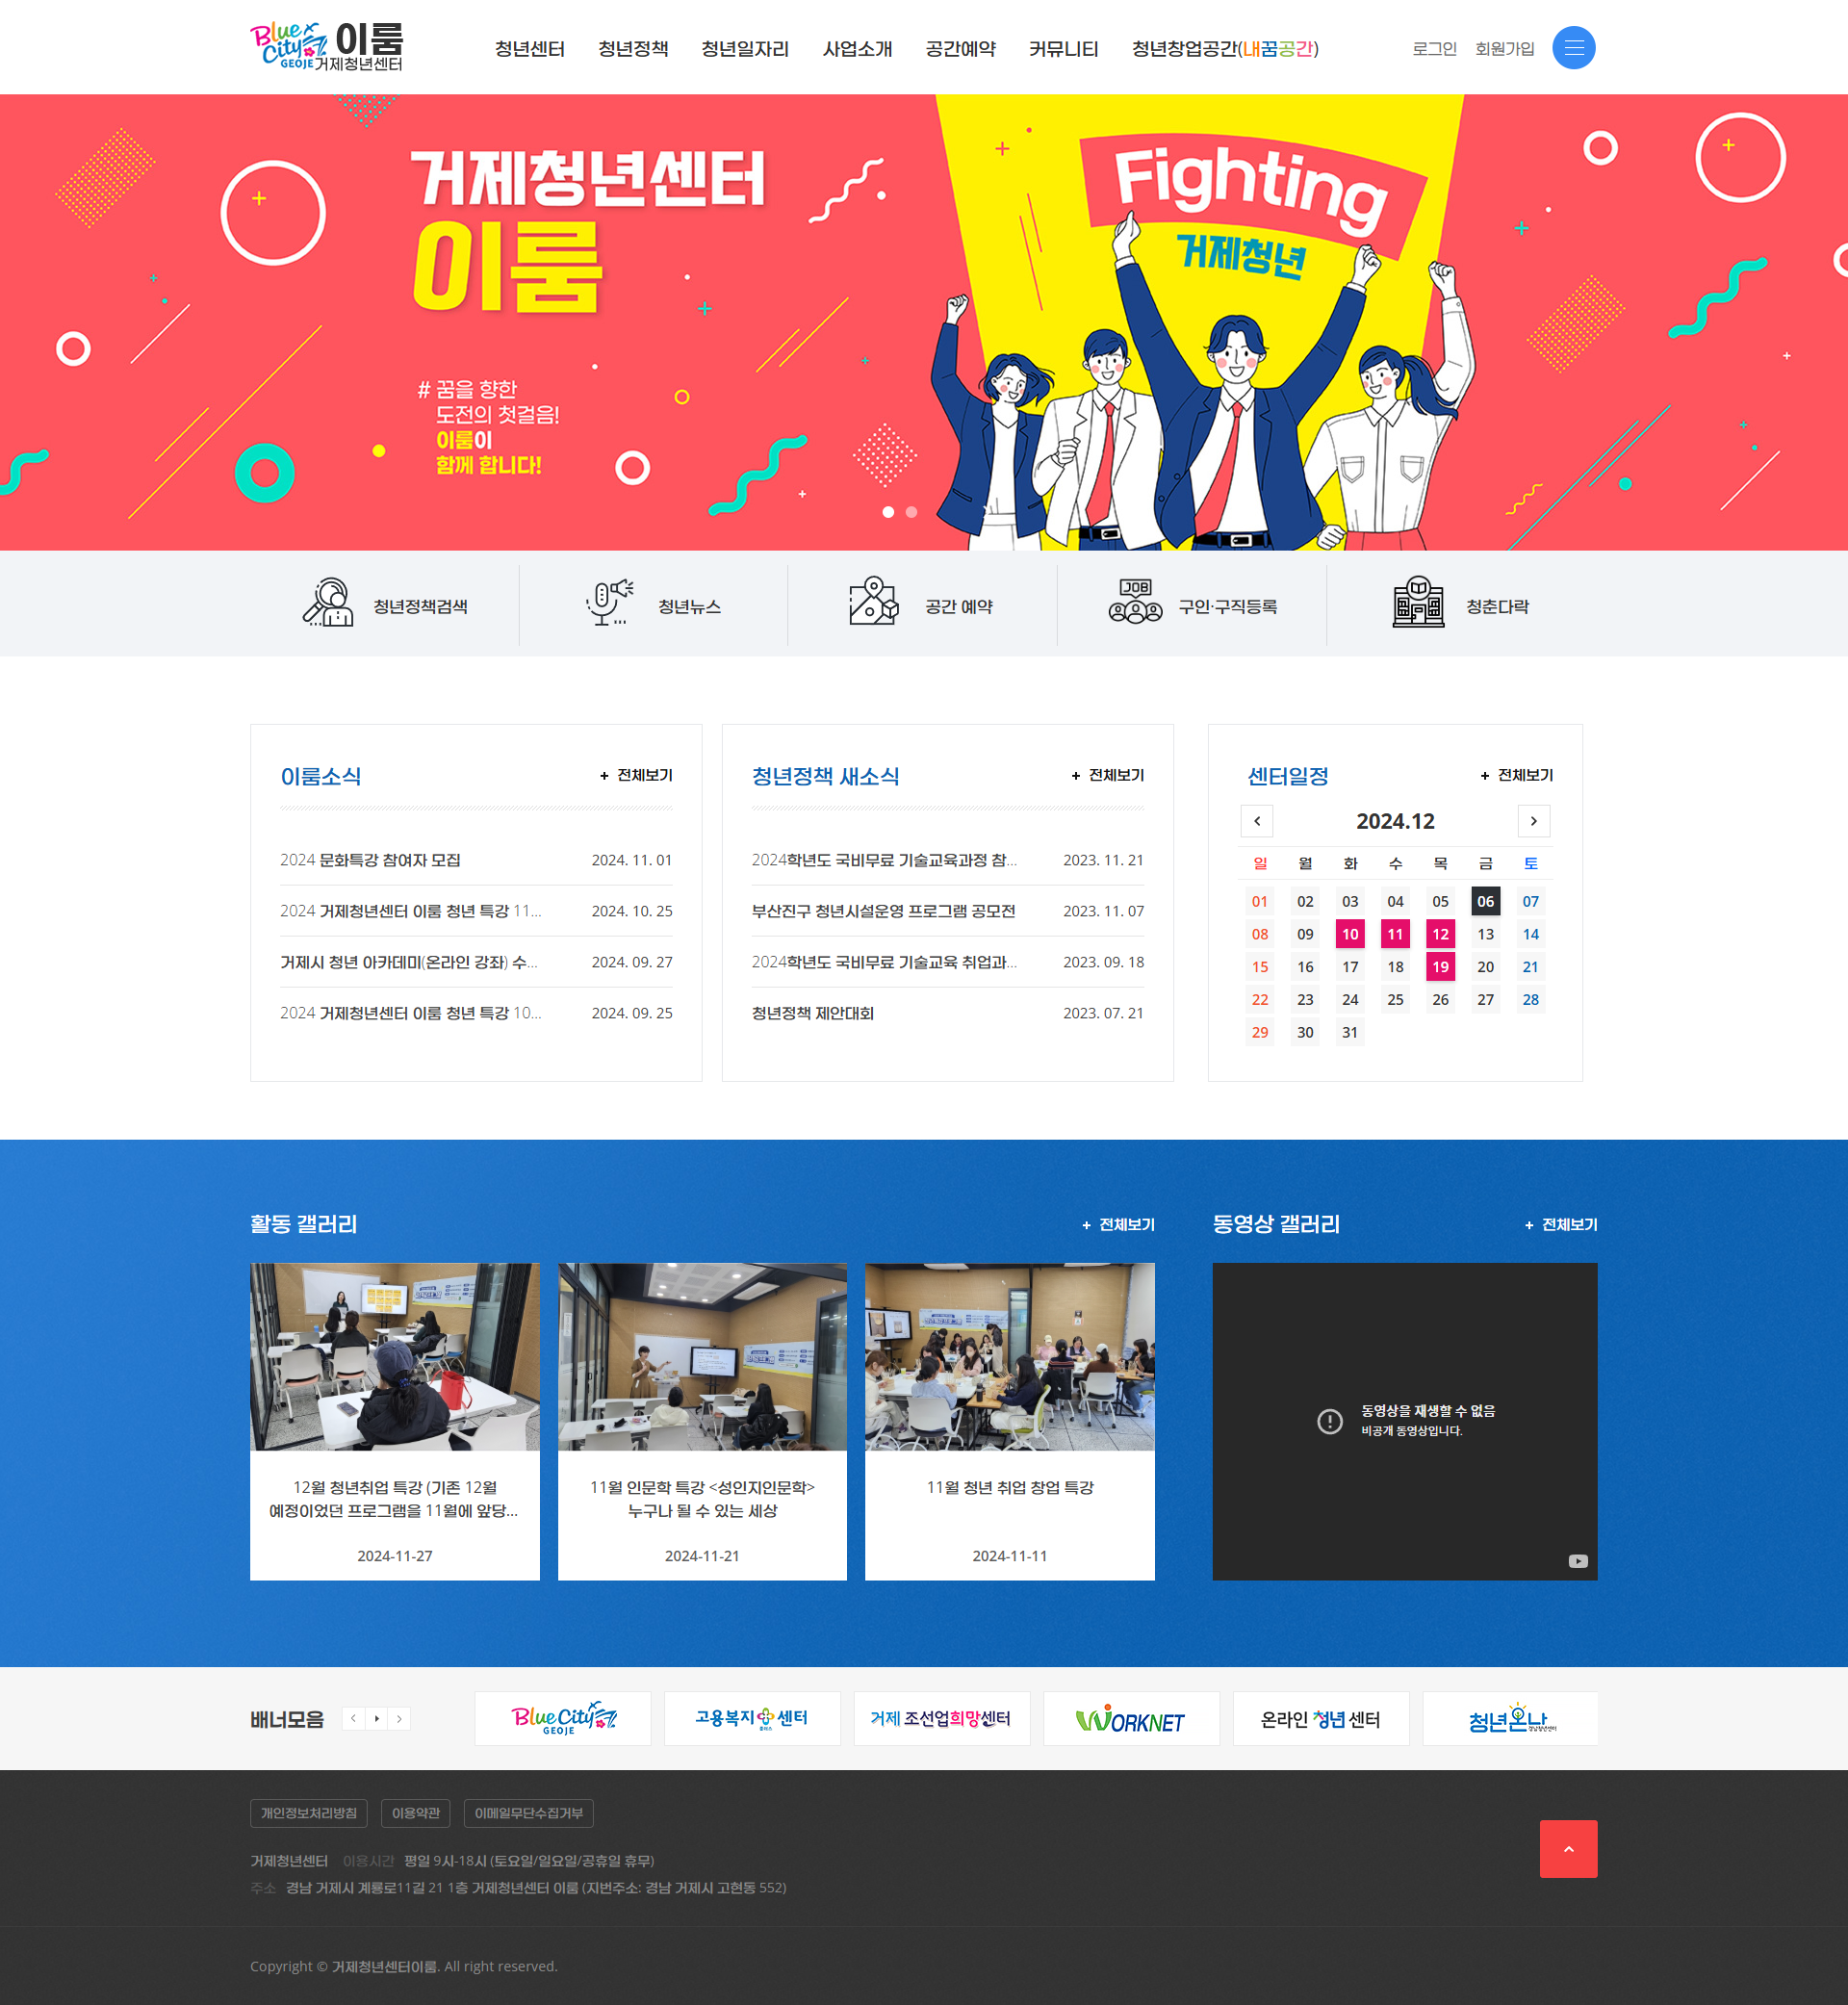 Blue City GEOJE 이룸 거제청년센터
청년센터 청년정책 청년일자리 사업소개 공간예약 커뮤니티 청년창업공간(내꿈공간) 로그인 회원가입
거제청년센터
이룸
# 꿈을 향한
도전의 첫걸음!
이룸이
함께 합니다!
Fighting
거제청년
청년정책검색 청년뉴스 공간 예약 JOB 구인·구직등록 청춘다락
이룸소식 + 전체보기
2024 문화특강 참여자 모집 2024. 11. 01
2024 거제청년센터 이룸 청년 특강 11... 2024. 10. 25
거제시 청년 아카데미(온라인 강좌) 수... 2024. 09. 27
2024 거제청년센터 이룸 청년 특강 10... 2024. 09. 25
청년정책 새소식 + 전체보기
2024학년도 국비무료 기술교육과정 참... 2023. 11. 21
부산진구 청년시설운영 프로그램 공모전 2023. 11. 07
2024학년도 국비무료 기술교육 취업과... 2023. 09. 18
청년정책 제안대회 2023. 07. 21
센터일정 + 전체보기
2024.12
일 월 화 수 목 금 토
01 02 03 04 05 06 07
08 09 10 11 12 13 14
15 16 17 18 19 20 21
22 23 24 25 26 27 28
29 30 31
활동 갤러리 + 전체보기
12월 청년취업 특강 (기존 12월
예정이었던 프로그램을 11월에 앞당...
2024-11-27
11월 인문학 특강 <성인지인문학>
누구나 될 수 있는 세상
2024-11-21
11월 청년 취업 창업 특강
2024-11-11
동영상 갤러리 + 전체보기
동영상을 재생할 수 없음
비공개 동영상입니다.
배너모음
Blue City GEOJE 고용복지+센터 거제 조선업희망센터 WORKNET 온라인 청년 센터 청년온나
개인정보처리방침 이용약관 이메일무단수집거부
거제청년센터 이용시간 평일 9시-18시 (토요일/일요일/공휴일 휴무)
주소 경남 거제시 계룡로11길 21 1층 거제청년센터 이룸 (지번주소: 경남 거제시 고현동 552)
Copyright © 거제청년센터이룸. All right reserved.